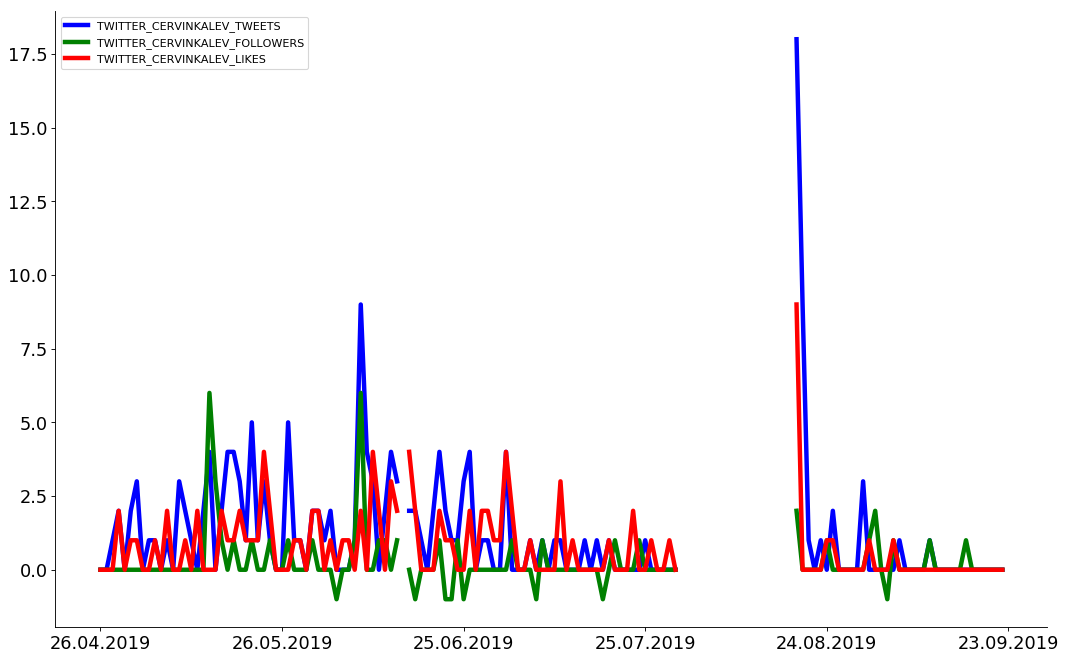 TWITTER_CERVINKALEV_TWEETS
TWITTER_CERVINKALEV_FOLLOWERS
TWITTER_CERVINKALEV_LIKES
17.5
15.0
12.5
10.0
7.5
5.0
2.5
0.0
26.04.2019 26.05.2019 25.06.2019 25.07.2019 24.08.2019 23.09.2019